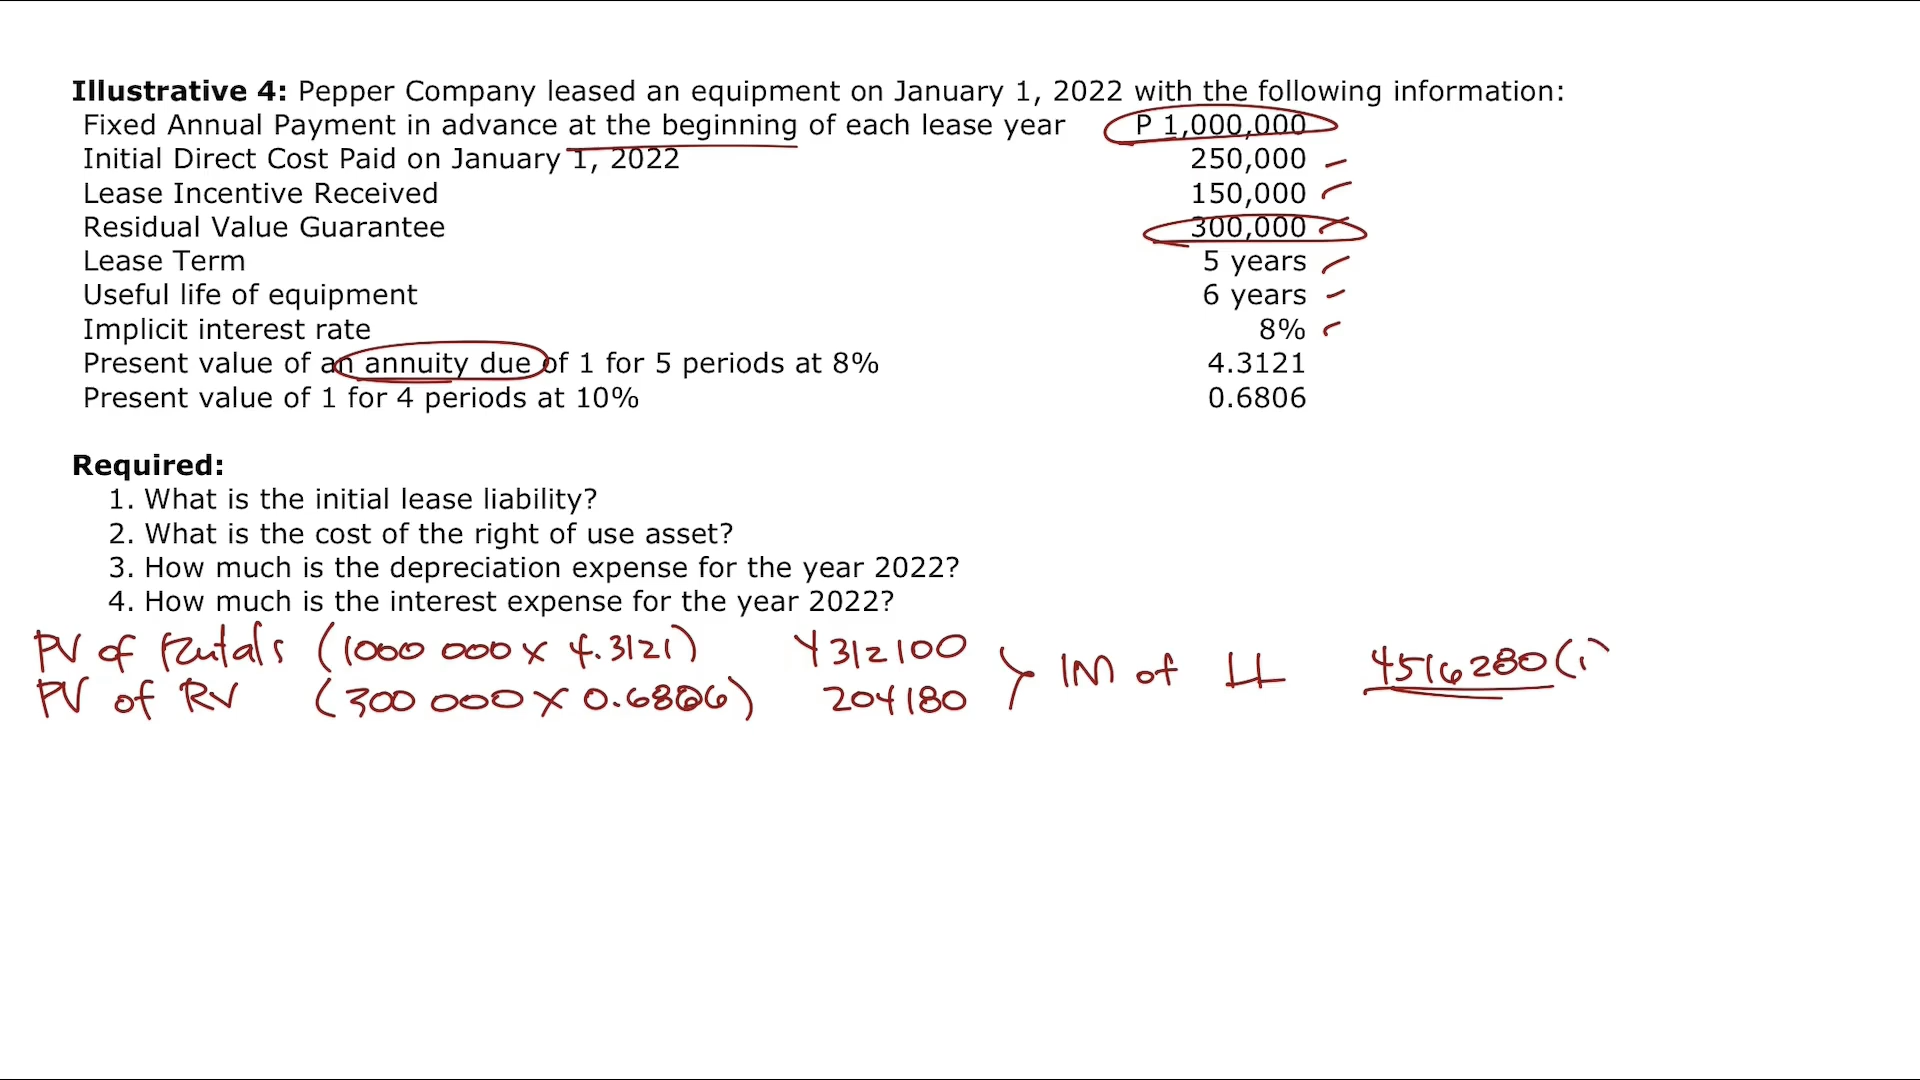 Illustrative 4: Pepper Company leased an equipment on January 1, 2022 with the following information:
Fixed Annual Payment in advance at the beginning of each lease year P 1,000,000
Initial Direct Cost Paid on January 1, 2022 250,000
Lease Incentive Received 150,000
Residual Value Guarantee 300,000
Lease Term 5 years
Useful life of equipment 6 years
Implicit interest rate 8%
Present value of an annuity due of 1 for 5 periods at 8% 4.3121
Present value of 1 for 4 periods at 10% 0.6806
Required:
1. What is the initial lease liability?
2. What is the cost of the right of use asset?
3. How much is the depreciation expense for the year 2022?
4. How much is the interest expense for the year 2022?
PV of Rentals (1000 000 x 4.3121) 4312100
PV of RV (300 000 x 0.6806) 204180 > IM of LL 4516280 (1)